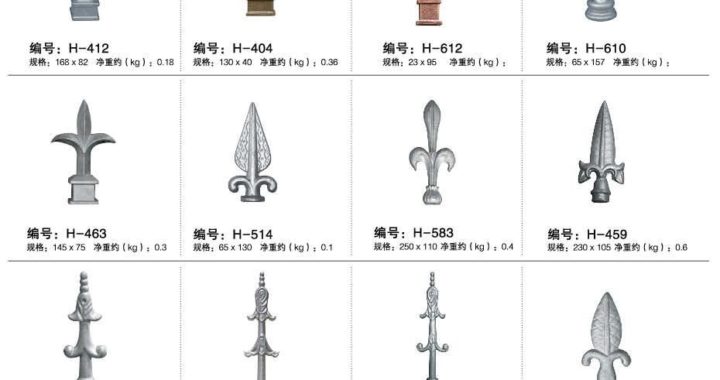 编号：H-412
规格：168 x 82 净重约（kg）；0.18
编号：H-404
规格：130 x 40 净重约（kg）；0.36
编号：H-612
规格：23 x 95 净重约（kg）；
编号：H-610
规格：65 x 157 净重约（kg）；
编号：H-463
规格：145 x 75 净重约（kg）；0.3
编号：H-514
规格：65 x 130 净重约（kg）；0.1
编号：H-583
规格：250 x 110 净重约（kg）；0.4
编号：H-459
规格：230 x 105 净重约（kg）；0.6